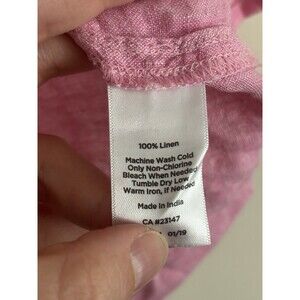 100% Linen
Machine Wash Cold
Only Non-Chlorine
Bleach When Needed
Tumble Dry Low
Warm Iron, If Needed
Made in India
CA #23147
01/19